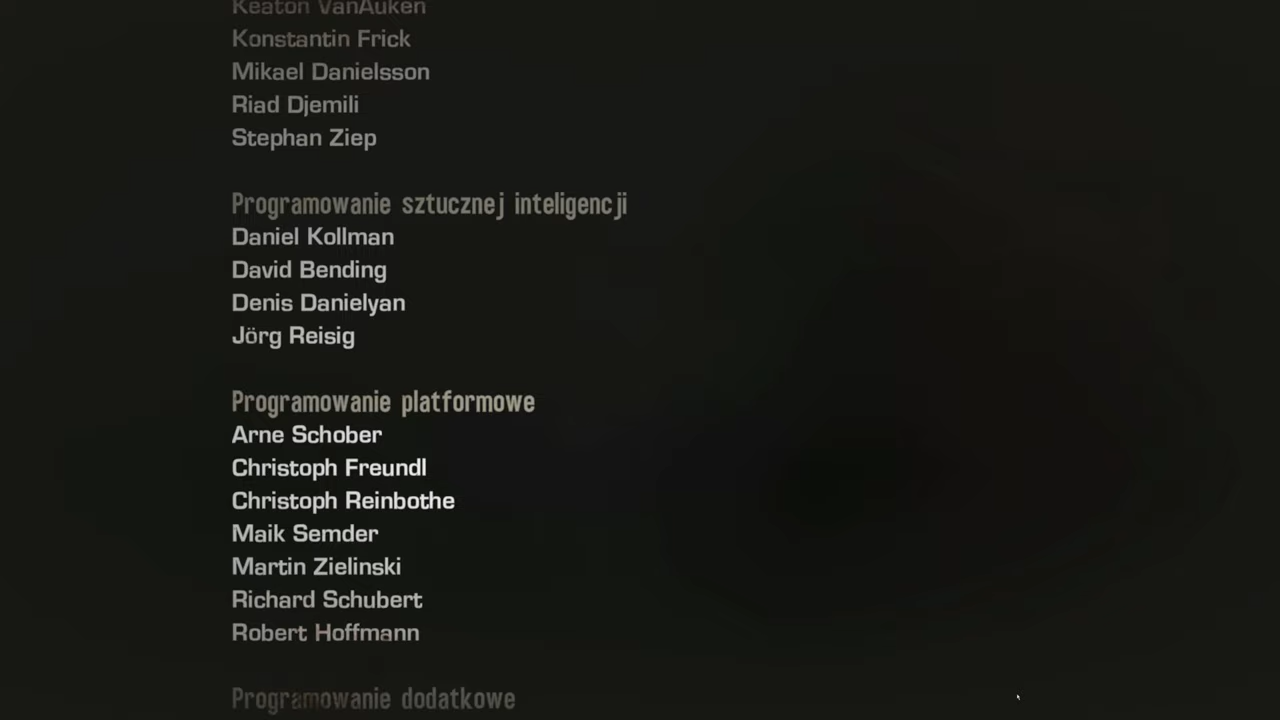 Keaton VanAuken
Konstantin Frick
Mikael Danielsson
Riad Djemili
Stephan Ziep
Programowanie sztucznej inteligencji
Daniel Kollman
David Bending
Denis Danielyan
Jörg Reisig
Programowanie platformowe
Arne Schober
Christoph Freundl
Christoph Reinbothe
Maik Semder
Martin Zielinski
Richard Schubert
Robert Hoffmann
Programowanie dodatkowe